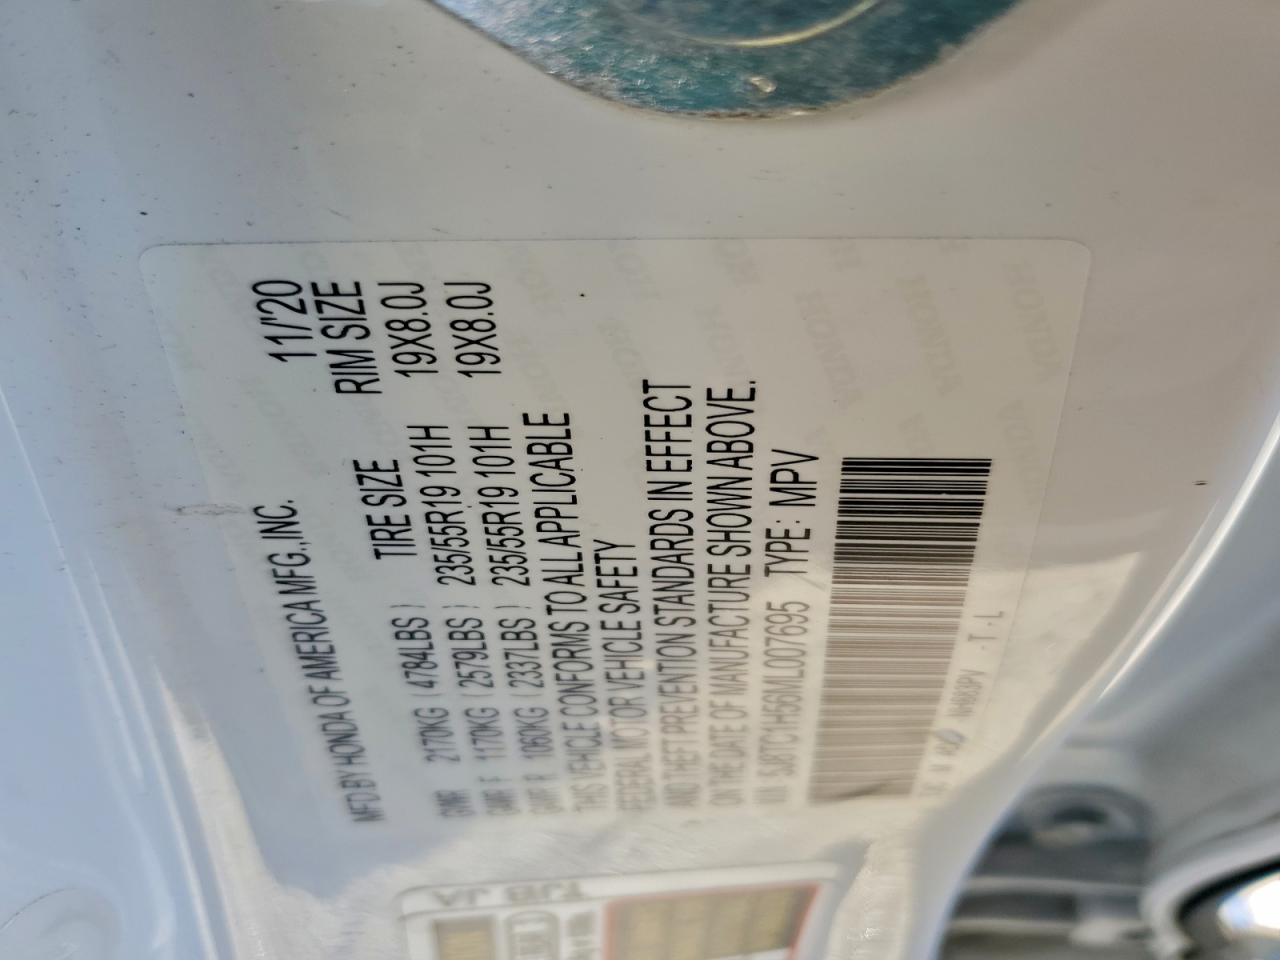 MFD. BY HONDA OF AMERICA MFG., INC. 11/'20
TIRE SIZE RIM SIZE
GVWR 2170KG ( 4784LBS ) 235/55R19 101H 19X8.0J
GAWR F 1170KG ( 2579LBS ) 235/55R19 101H 19X8.0J
GAWR R 1060KG ( 2337LBS )
THIS VEHICLE CONFORMS TO ALL APPLICABLE
FEDERAL MOTOR VEHICLE SAFETY
AND THEFT PREVENTION STANDARDS IN EFFECT
ON THE DATE OF MANUFACTURE SHOWN ABOVE.
VIN 5J8TC1H56ML007695 TYPE: MPV
NH883PV - T - L
TJB JA